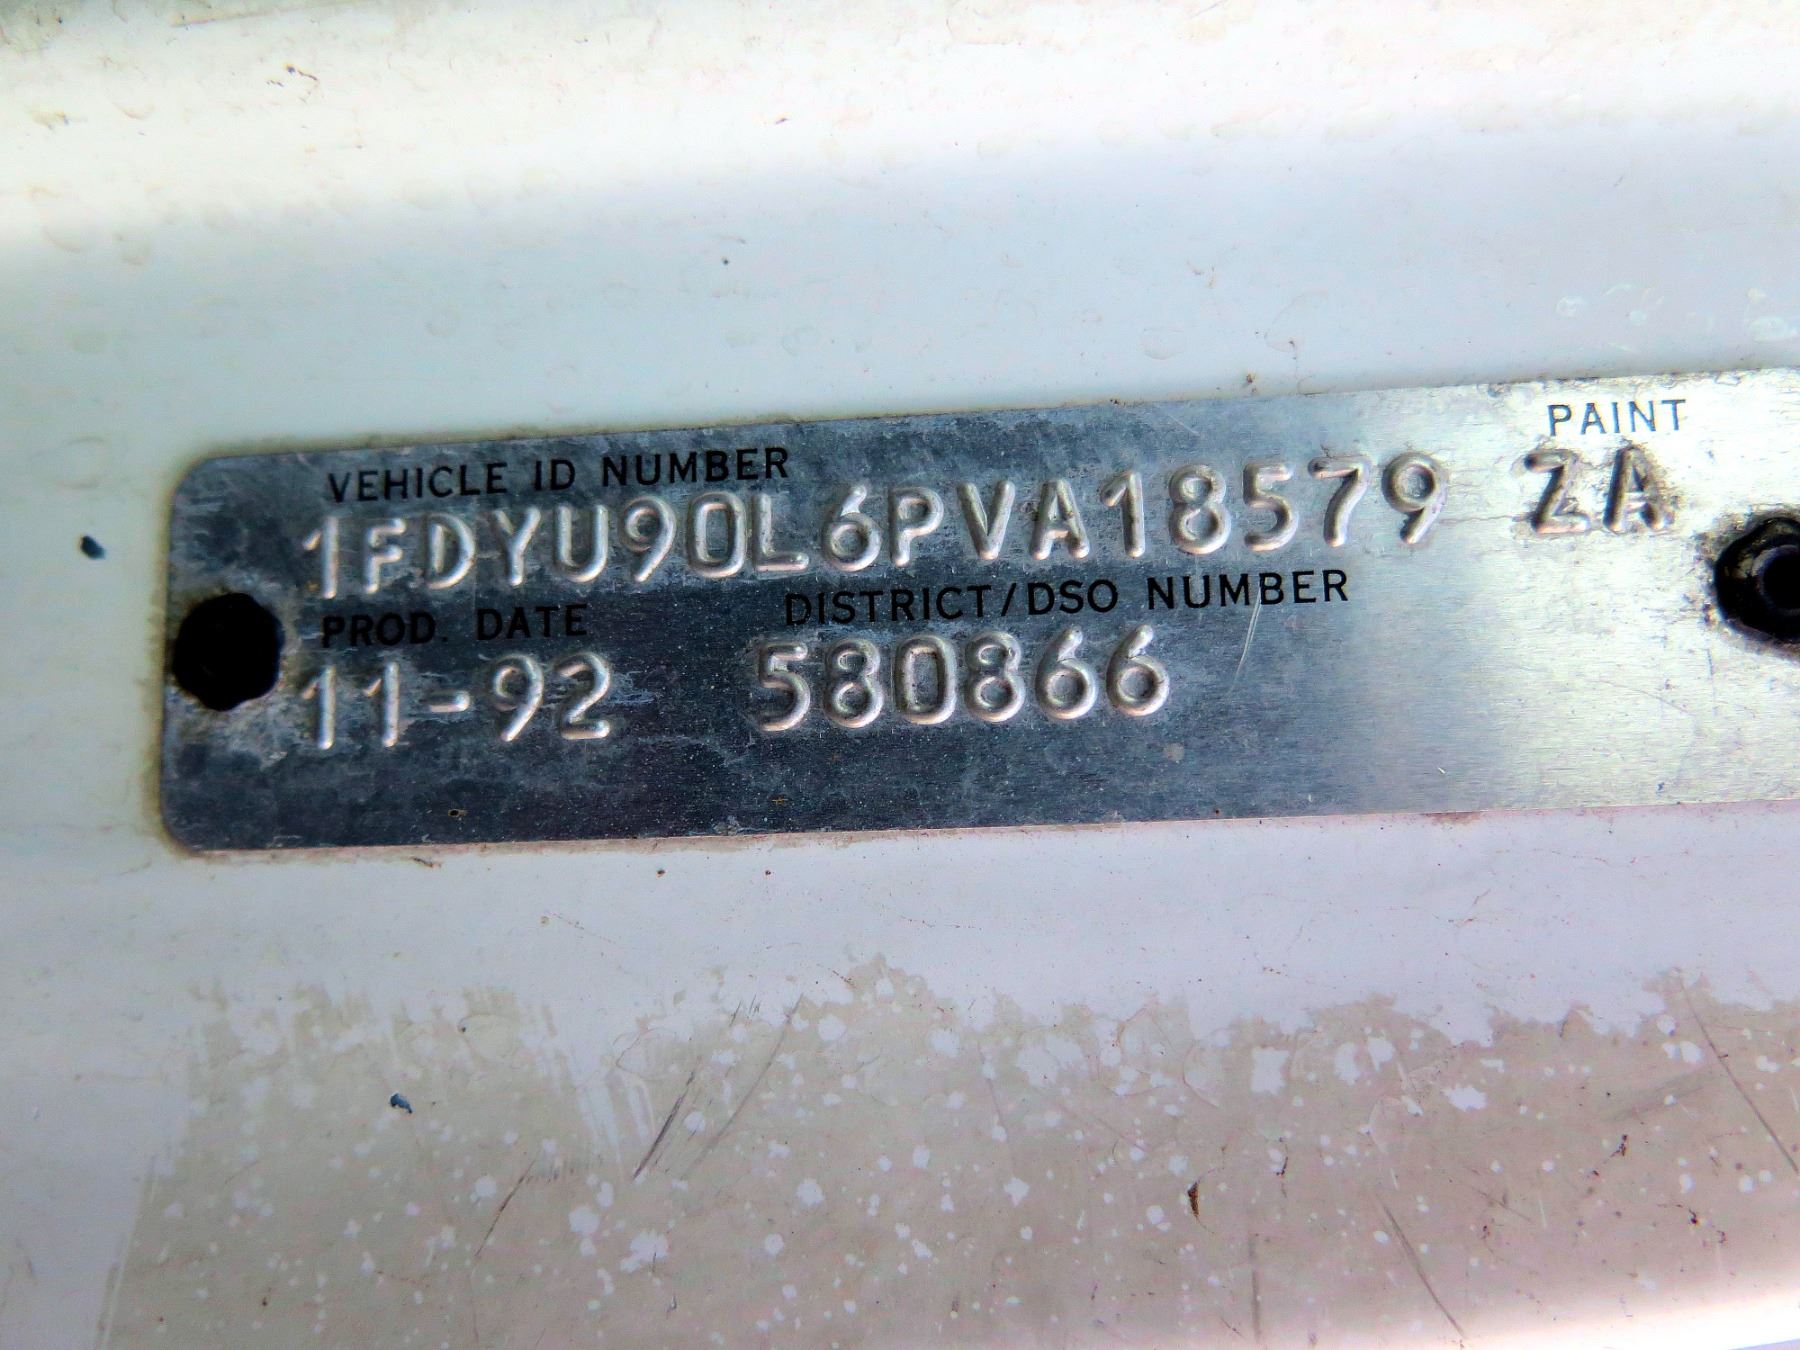 PAINT
VEHICLE ID NUMBER
1FDYU90L6PVA18579 ZA
PROD. DATE DISTRICT/DSO NUMBER
11-92 580866